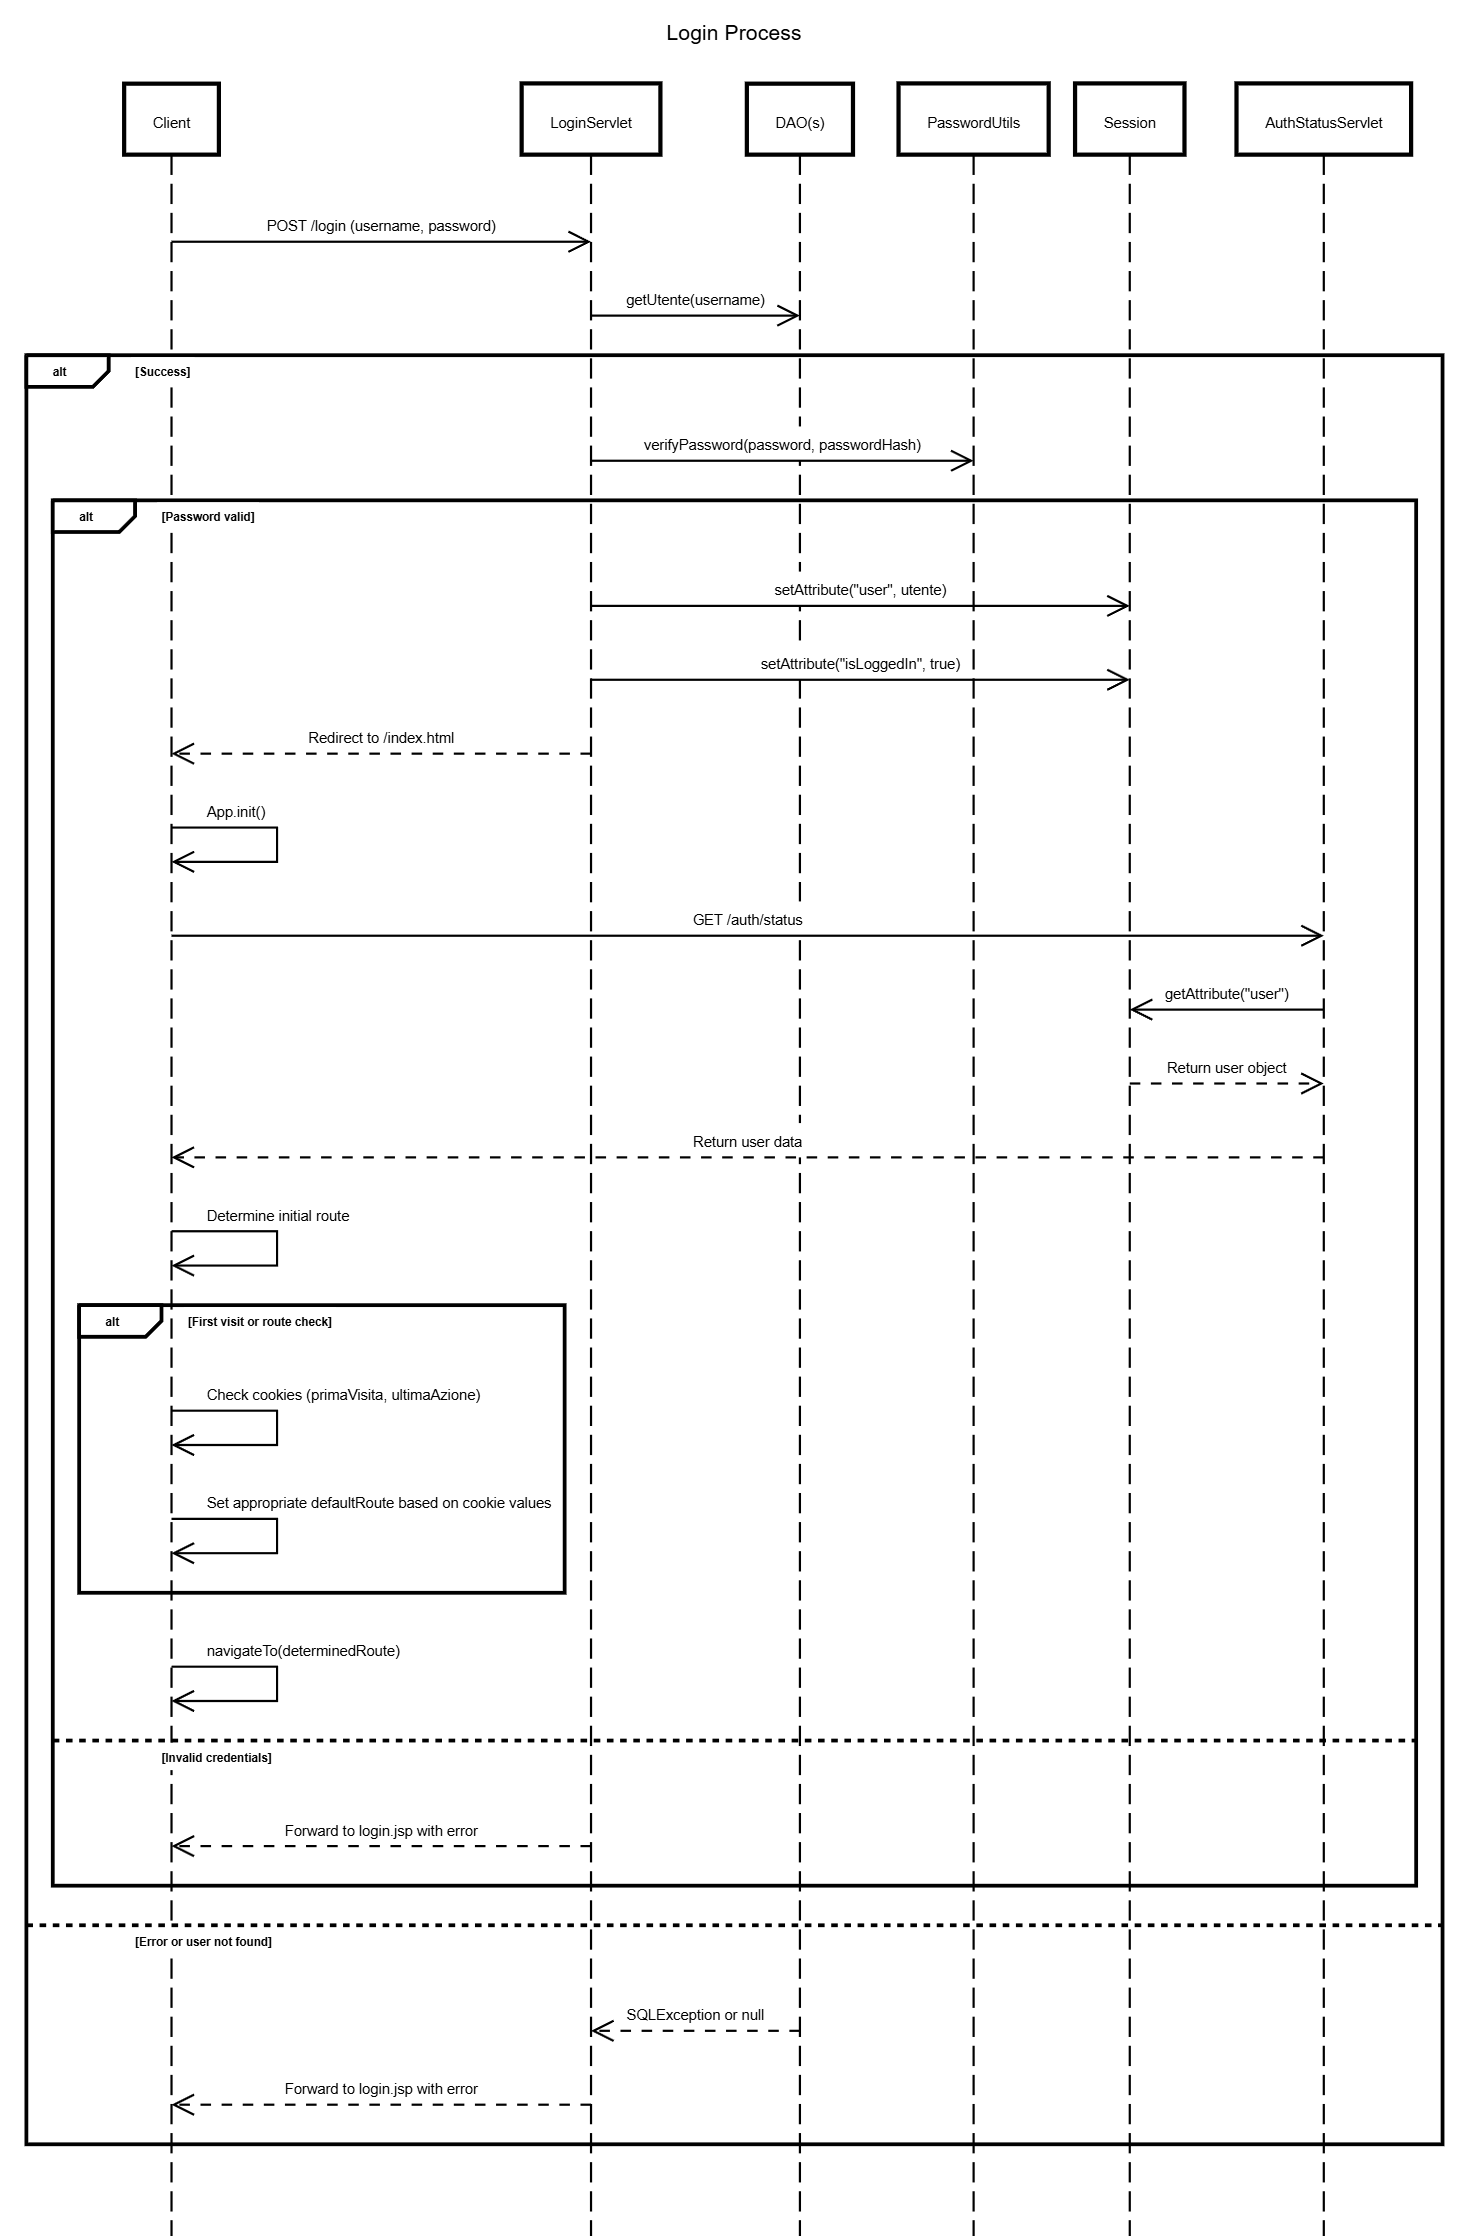 Login Process
Client
LoginServlet
DAO(s)
PasswordUtils
Session
AuthStatusServlet
POST /login (username, password)
getUtente(username)
alt
[Success]
verifyPassword(password, passwordHash)
alt
[Password valid]
setAttribute("user", utente)
setAttribute("isLoggedIn", true)
Redirect to /index.html
App.init()
GET /auth/status
getAttribute("user")
Return user object
Return user data
Determine initial route
alt
[First visit or route check]
Check cookies (primaVisita, ultimaAzione)
Set appropriate defaultRoute based on cookie values
navigateTo(determinedRoute)
[Invalid credentials]
Forward to login.jsp with error
[Error or user not found]
SQLException or null
Forward to login.jsp with error